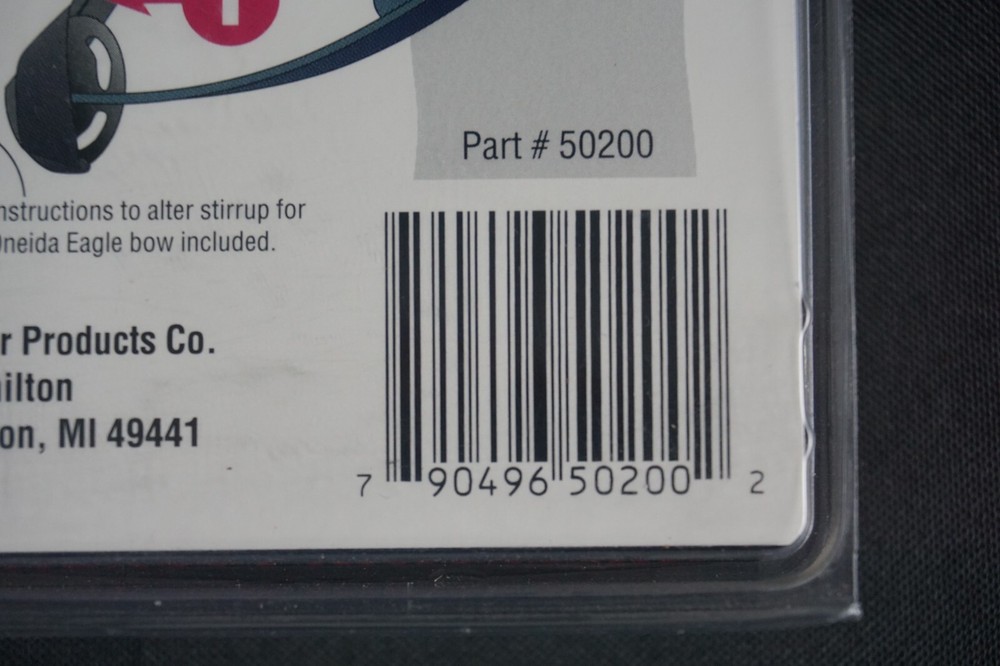 Part # 50200
nstructions to alter stirrup for
Oneida Eagle bow included.
r Products Co.
ilton
on, MI 49441
7 90496 50200 2